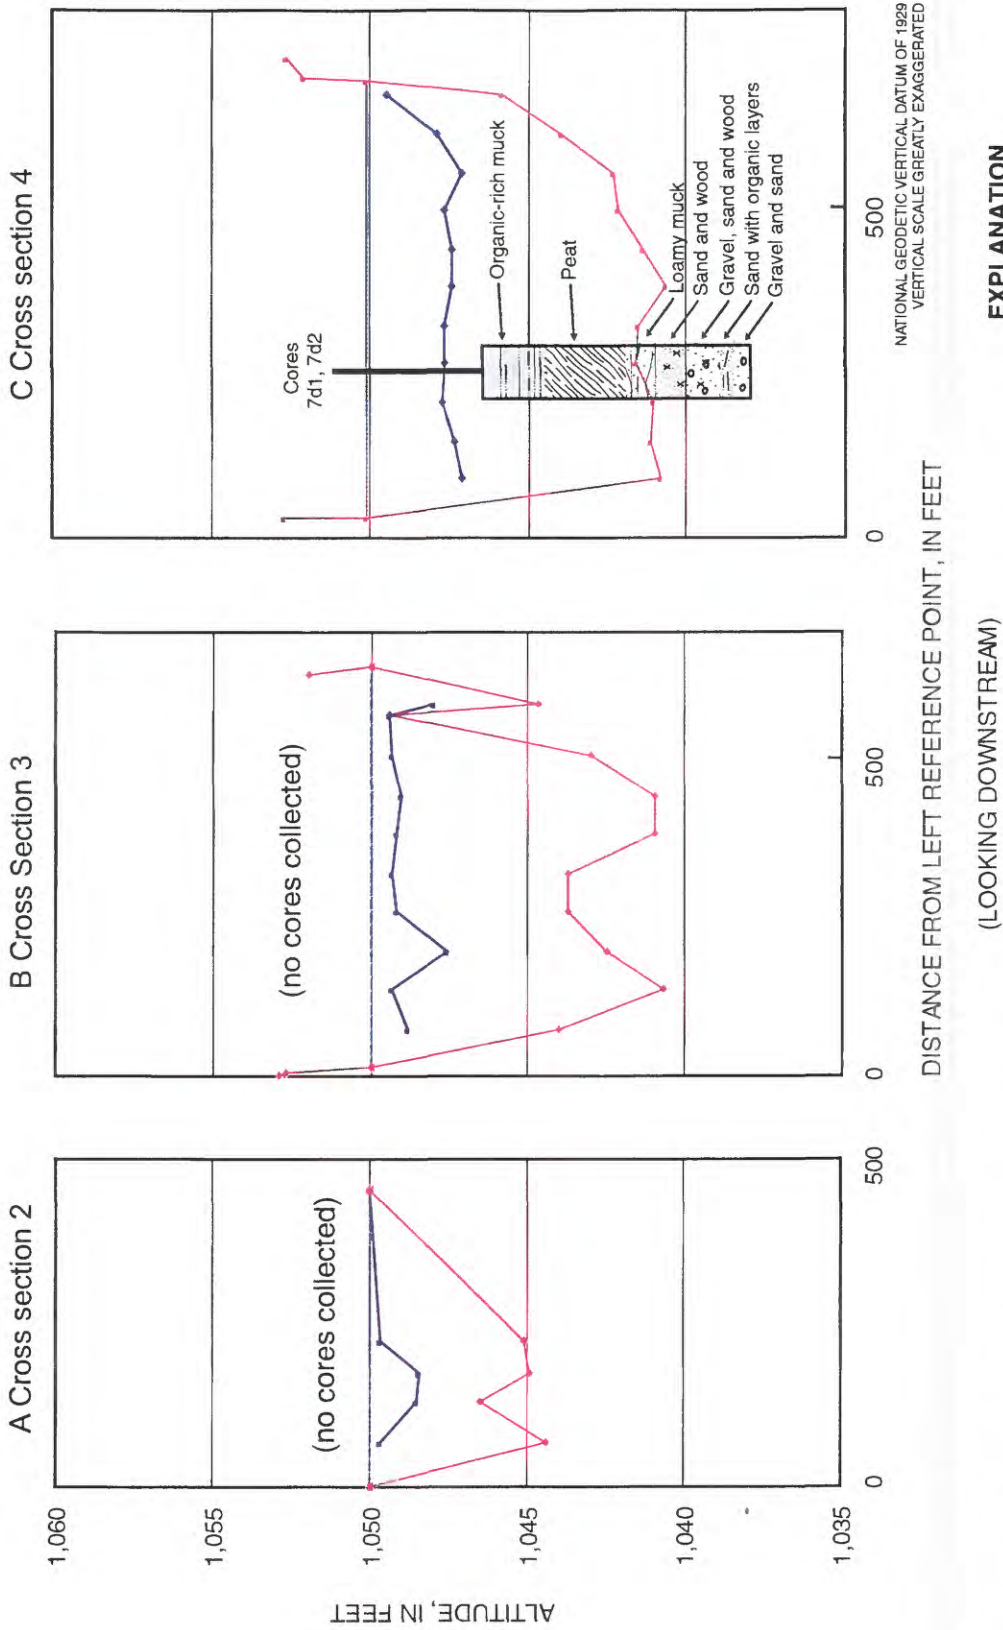 A Cross section 2
B Cross Section 3
C Cross section 4
ALTITUDE, IN FEET
1,060
1,055
1,050
1,045
1,040
1,035
(no cores collected)
(no cores collected)
Cores
7d1, 7d2
Organic-rich muck
Peat
Loamy muck
Sand and wood
Gravel, sand and wood
Sand with organic layers
Gravel and sand
0
500
0
500
0
500
DISTANCE FROM LEFT REFERENCE POINT, IN FEET
(LOOKING DOWNSTREAM)
NATIONAL GEODETIC VERTICAL DATUM OF 1929
VERTICAL SCALE GREATLY EXAGGERATED
EXPLANATION